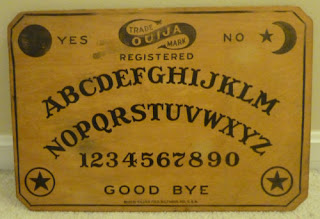 YES TRADE OUIJA MARK NO
REGISTERED
ABCDEFGHIJKLM
NOPQRSTUVWXYZ
1234567890
GOOD BYE